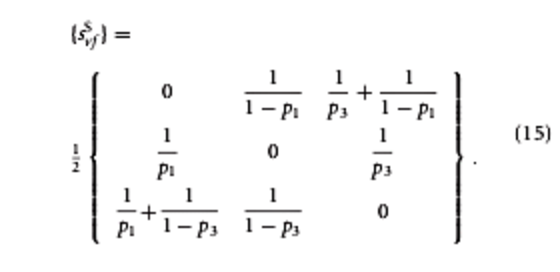 {s^S_{vf}} =
½ { 0 1/(1 − p₁) 1/p₃ + 1/(1 − p₁)
1/p₁ 0 1/p₃
1/p₁ + 1/(1 − p₃) 1/(1 − p₃) 0 } . (15)